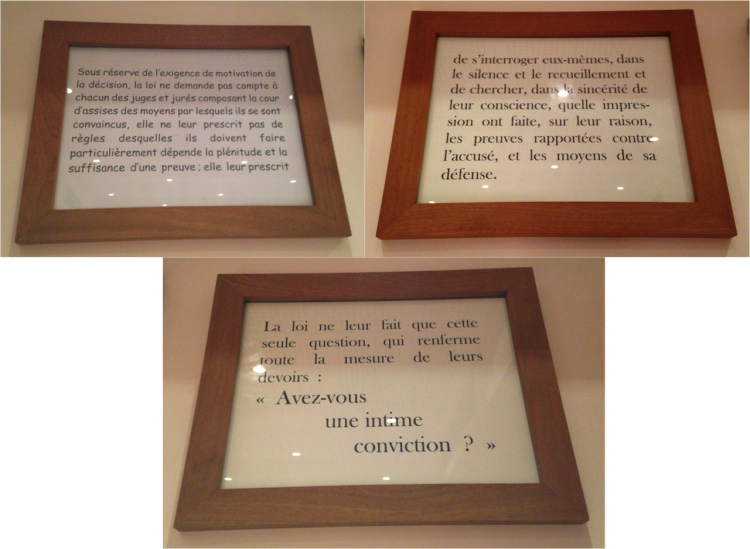 Sous réserve de l'exigence de motivation de
la décision, la loi ne demande pas compte à
chacun des juges et jurés composant la cour
d'assises des moyens par lesquels ils se sont
convaincus, elle ne leur prescrit pas de
règles desquelles ils doivent faire
particulièrement dépendre la plénitude et la
suffisance d'une preuve ; elle leur prescrit
de s'interroger eux-mêmes, dans
le silence et le recueillement et
de chercher, dans la sincérité de
leur conscience, quelle impres-
sion ont faite, sur leur raison,
les preuves rapportées contre
l'accusé, et les moyens de sa
défense.
La loi ne leur fait que cette
seule question, qui renferme
toute la mesure de leurs
devoirs :
« Avez-vous
une intime
conviction ? »